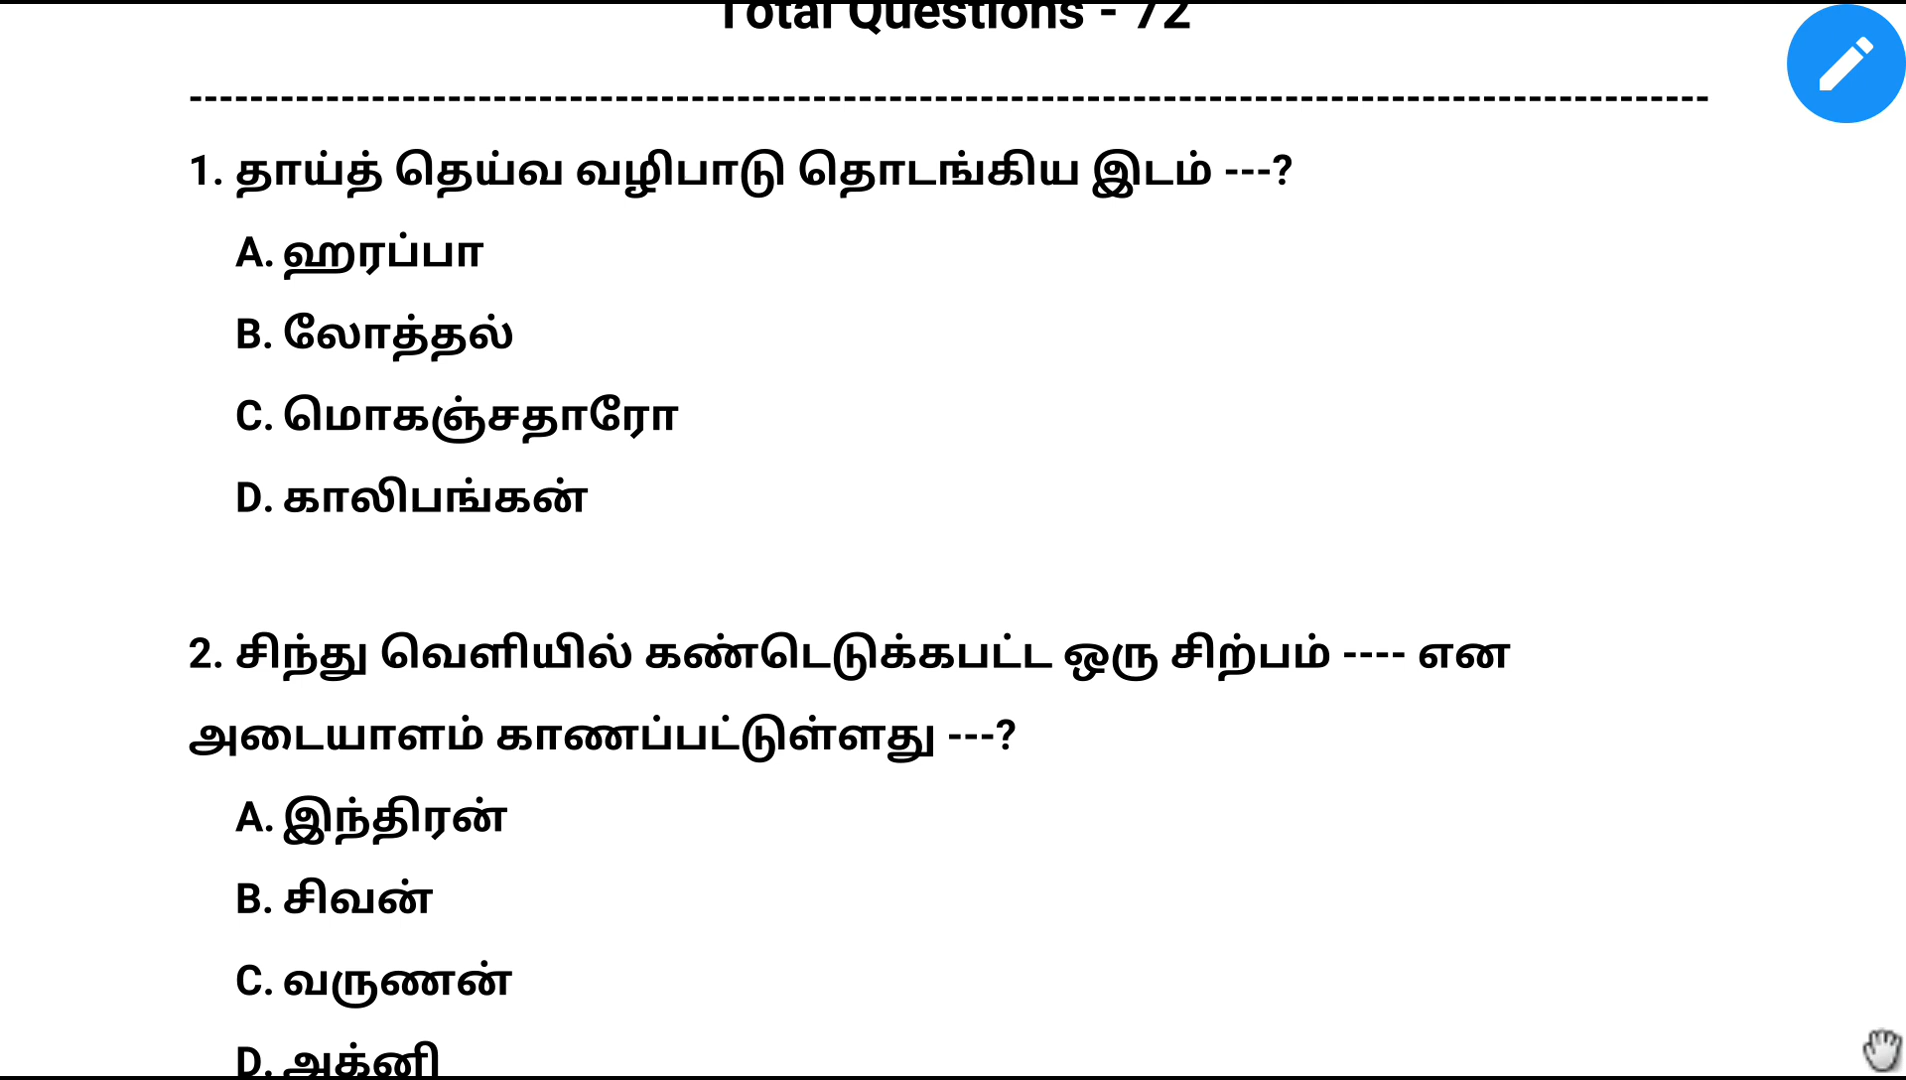 Total Questions - 72
----------------------------------------------------------------------------------------------------
1. தாய்த் தெய்வ வழிபாடு தொடங்கிய இடம் ---?
A. ஹரப்பா
B. லோத்தல்
C. மொகஞ்சதாரோ
D. காலிபங்கன்
2. சிந்து வெளியில் கண்டெடுக்கபட்ட ஒரு சிற்பம் ---- என
அடையாளம் காணப்பட்டுள்ளது ---?
A. இந்திரன்
B. சிவன்
C. வருணன்
D. அக்னி